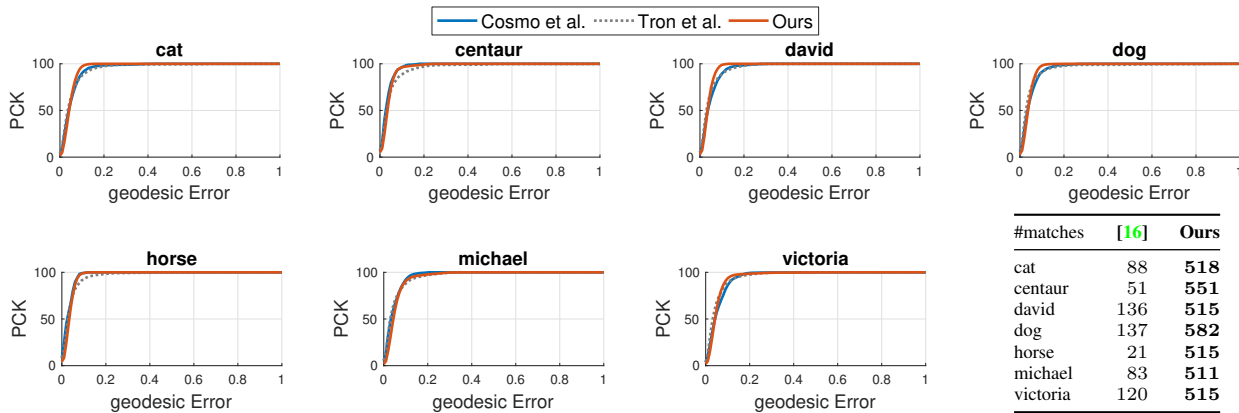 Cosmo et al. Tron et al. Ours
cat
100
50
0
PCK
0 0.2 0.4 0.6 0.8 1
geodesic Error
centaur
100
50
0
PCK
0 0.2 0.4 0.6 0.8 1
geodesic Error
david
100
50
0
PCK
0 0.2 0.4 0.6 0.8 1
geodesic Error
dog
100
50
0
PCK
0 0.2 0.4 0.6 0.8 1
geodesic Error
horse
100
50
0
PCK
0 0.2 0.4 0.6 0.8 1
geodesic Error
michael
100
50
0
PCK
0 0.2 0.4 0.6 0.8 1
geodesic Error
victoria
100
50
0
PCK
0 0.2 0.4 0.6 0.8 1
geodesic Error
#matches [16] Ours
cat 88 518
centaur 51 551
david 136 515
dog 137 582
horse 21 515
michael 83 511
victoria 120 515